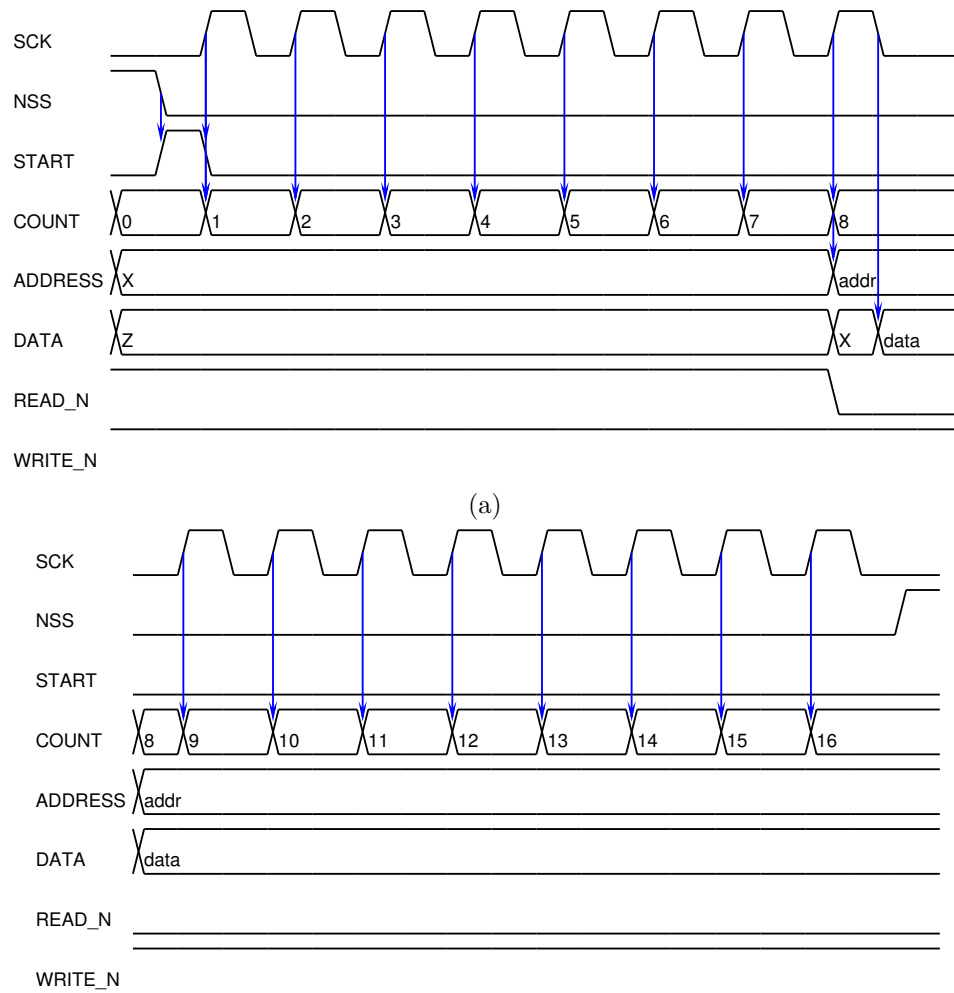 SCK
NSS
START
COUNT 0 1 2 3 4 5 6 7 8
ADDRESS X addr
DATA Z X data
READ_N
WRITE_N
(a)
SCK
NSS
START
COUNT 8 9 10 11 12 13 14 15 16
ADDRESS addr
DATA data
READ_N
WRITE_N